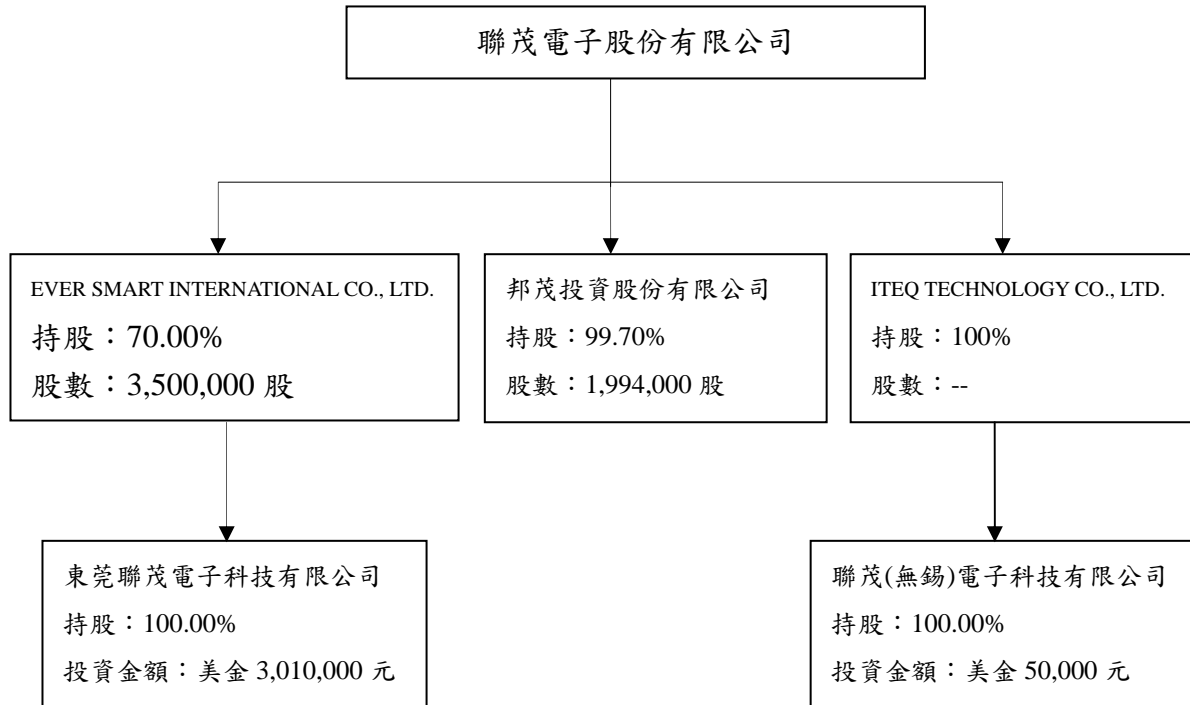 聯茂電子股份有限公司
EVER SMART INTERNATIONAL CO., LTD.
持股：70.00%
股數：3,500,000 股
邦茂投資股份有限公司
持股：99.70%
股數：1,994,000 股
ITEQ TECHNOLOGY CO., LTD.
持股：100%
股數：--
東莞聯茂電子科技有限公司
持股：100.00%
投資金額：美金 3,010,000 元
聯茂(無錫)電子科技有限公司
持股：100.00%
投資金額：美金 50,000 元